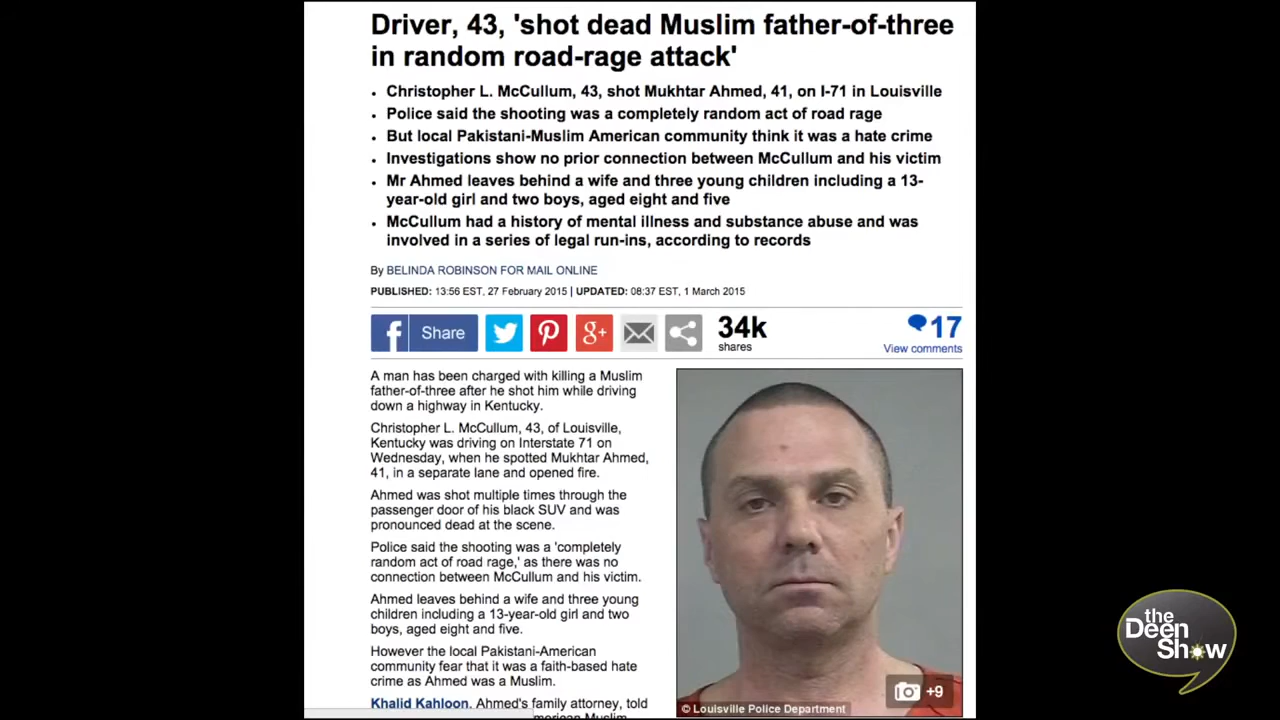 Driver, 43, 'shot dead Muslim father-of-three
in random road-rage attack'
• Christopher L. McCullum, 43, shot Mukhtar Ahmed, 41, on I-71 in Louisville
• Police said the shooting was a completely random act of road rage
• But local Pakistani-Muslim American community think it was a hate crime
• Investigations show no prior connection between McCullum and his victim
• Mr Ahmed leaves behind a wife and three young children including a 13-
year-old girl and two boys, aged eight and five
• McCullum had a history of mental illness and substance abuse and was
involved in a series of legal run-ins, according to records
By BELINDA ROBINSON FOR MAIL ONLINE
PUBLISHED: 13:56 EST, 27 February 2015 | UPDATED: 08:37 EST, 1 March 2015
f Share
g+
34k
shares
17
View comments
A man has been charged with killing a Muslim
father-of-three after he shot him while driving
down a highway in Kentucky.
Christopher L. McCullum, 43, of Louisville,
Kentucky was driving on Interstate 71 on
Wednesday, when he spotted Mukhtar Ahmed,
41, in a separate lane and opened fire.
Ahmed was shot multiple times through the
passenger door of his black SUV and was
pronounced dead at the scene.
Police said the shooting was a 'completely
random act of road rage,' as there was no
connection between McCullum and his victim.
Ahmed leaves behind a wife and three young
children including a 13-year-old girl and two
boys, aged eight and five.
However the local Pakistani-American
community fear that it was a faith-based hate
crime as Ahmed was a Muslim.
Khalid Kahloon, Ahmed's family attorney, told
+9
© Louisville Police Department
the
Deen
Show